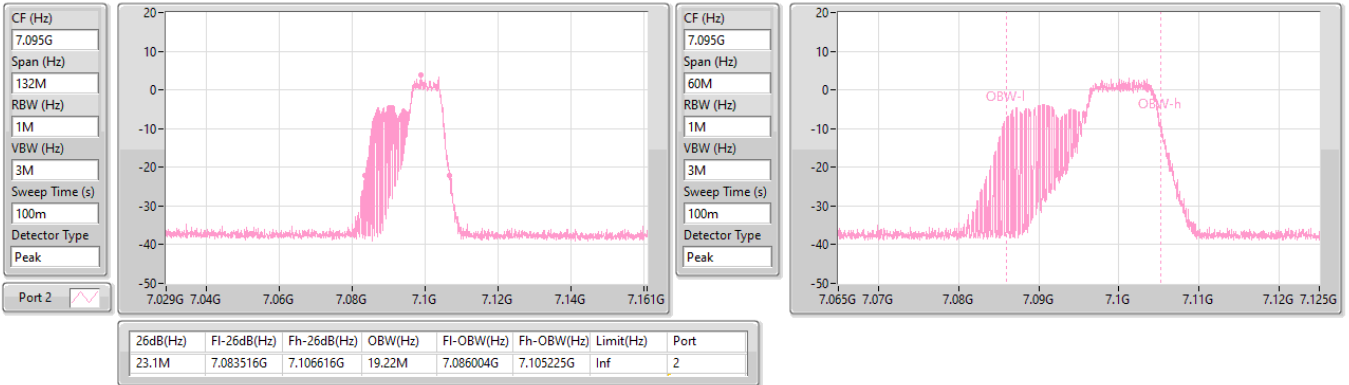 CF (Hz)
7.095G
Span (Hz)
132M
RBW (Hz)
1M
VBW (Hz)
3M
Sweep Time (s)
100m
Detector Type
Peak
Port 2
20
10
0
-10
-20
-30
-40
-50
7.029G 7.04G 7.06G 7.08G 7.1G 7.12G 7.14G 7.161G
CF (Hz)
7.095G
Span (Hz)
60M
RBW (Hz)
1M
VBW (Hz)
3M
Sweep Time (s)
100m
Detector Type
Peak
20
10
0
-10
-20
-30
-40
-50
OBW-l
OBW-h
7.065G 7.07G 7.08G 7.09G 7.1G 7.11G 7.12G 7.125G
26dB(Hz) Fl-26dB(Hz) Fh-26dB(Hz) OBW(Hz) Fl-OBW(Hz) Fh-OBW(Hz) Limit(Hz) Port
23.1M 7.083516G 7.106616G 19.22M 7.086004G 7.105225G Inf 2